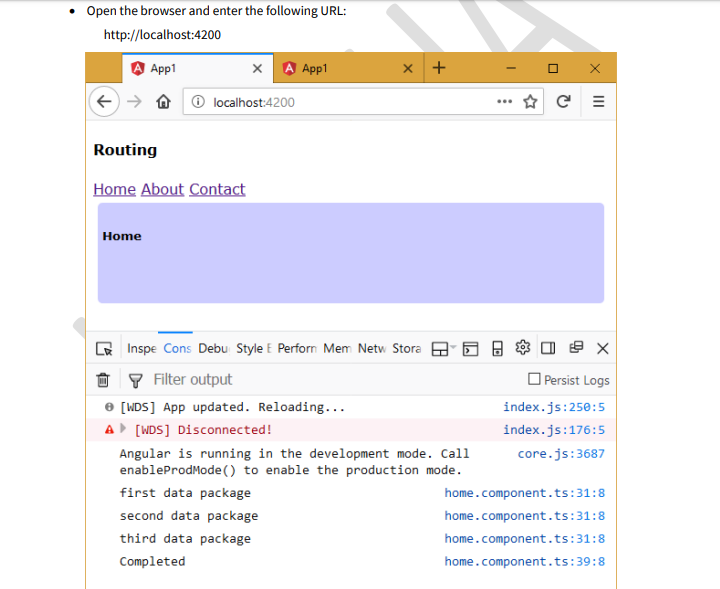 • Open the browser and enter the following URL:
http://localhost:4200
App1 App1
localhost:4200
Routing
Home About Contact
Home
Inspe Cons Debu Style E Perforn Mem Netw Stora
Filter output Persist Logs
[WDS] App updated. Reloading... index.js:250:5
[WDS] Disconnected! index.js:176:5
Angular is running in the development mode. Call core.js:3687
enableProdMode() to enable the production mode.
first data package home.component.ts:31:8
second data package home.component.ts:31:8
third data package home.component.ts:31:8
Completed home.component.ts:39:8